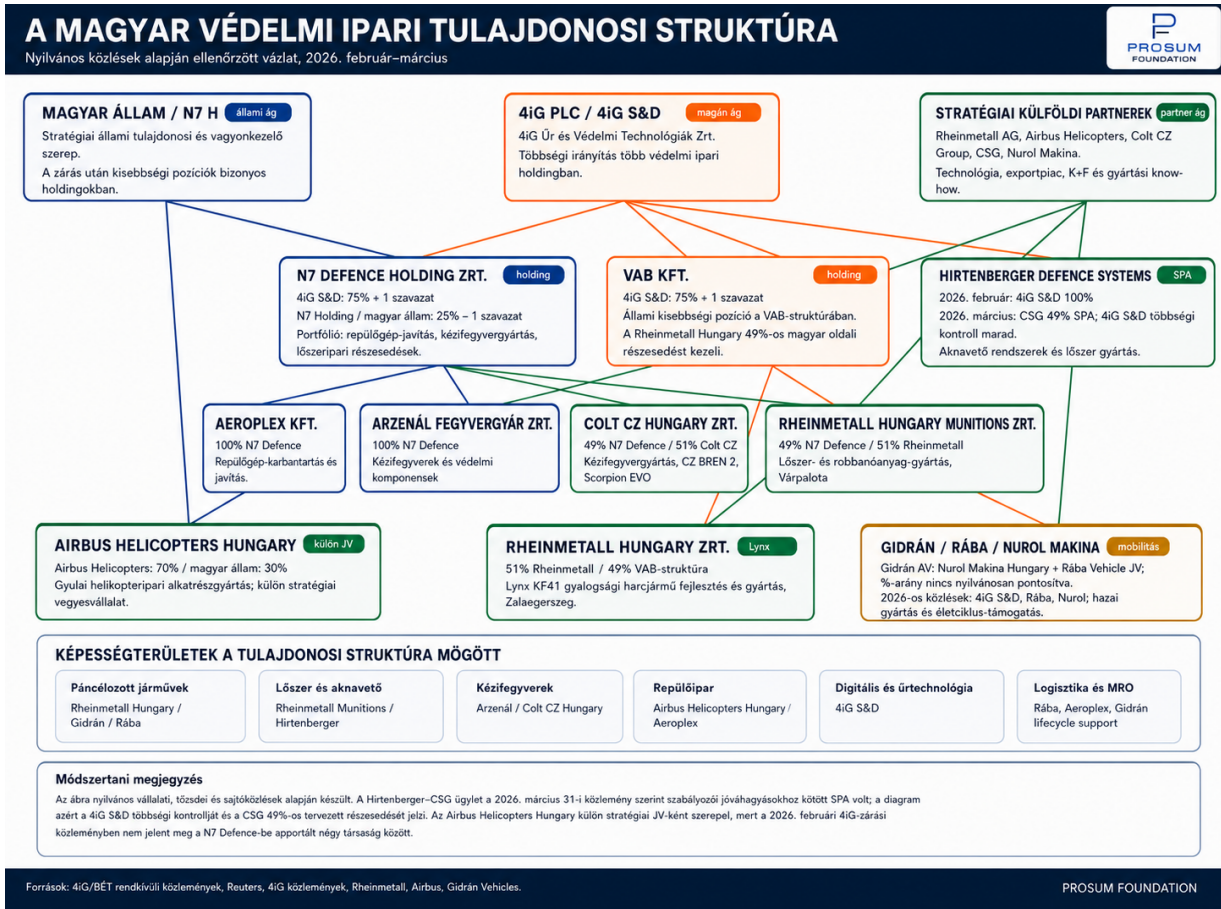 A MAGYAR VÉDELMI IPARI TULAJDONOSI STRUKTÚRA
Nyilvános közlések alapján ellenőrzött vázlat, 2026. február–március
PROSUM
FOUNDATION
MAGYAR ÁLLAM / N7 H
állami ág
Stratégiai állami tulajdonosi és vagyonkezelő
szerep.
A zárás után kisebbségi pozíciók bizonyos
holdingokban.
4iG PLC / 4iG S&D
magán ág
4iG Űr és Védelmi Technológiák Zrt.
Többségi irányítás több védelmi ipari
holdingban.
STRATÉGIAI KÜLFÖLDI PARTNEREK
partner ág
Rheinmetall AG, Airbus Helicopters, Colt CZ
Group, CSG, Nurol Makina.
Technológia, exportpiac, K+F és gyártási know-
how.
N7 DEFENCE HOLDING ZRT.
holding
4iG S&D: 75% + 1 szavazat
N7 Holding / magyar állam: 25% – 1 szavazat
Portfólió: repülőgép-javítás, kézifegyvergyártás,
lőszeripari részesedések.
VAB KFT.
holding
4iG S&D: 75% + 1 szavazat
Állami kisebbségi pozíció a VAB-struktúrában.
A Rheinmetall Hungary 49%-os magyar oldali
részesedést kezeli.
HIRTENBERGER DEFENCE SYSTEMS
SPA
2026. február: 4iG S&D 100%
2026. március: CSG 49% SPA; 4iG S&D többségi
kontroll marad.
Aknavető rendszerek és lőszer gyártás.
AEROPLEX KFT.
100% N7 Defence
Repülőgép-karbantartás és
javítás.
ARZENÁL FEGYVERGYÁR ZRT.
100% N7 Defence
Kézifegyverek és védelmi
komponensek
COLT CZ HUNGARY ZRT.
49% N7 Defence / 51% Colt CZ
Kézifegyvergyártás, CZ BREN 2,
Scorpion EVO
RHEINMETALL HUNGARY MUNITIONS ZRT.
49% N7 Defence / 51% Rheinmetall
Lőszer- és robbanóanyag-gyártás,
Várpalota
AIRBUS HELICOPTERS HUNGARY
külön JV
Airbus Helicopters: 70% / magyar állam: 30%
Gyulai helikopteripari alkatrészgyártás; külön stratégiai
vegyesvállalat.
RHEINMETALL HUNGARY ZRT.
Lynx
51% Rheinmetall / 49% VAB-struktúra
Lynx KF41 gyalogsági harcjármű fejlesztés és gyártás,
Zalaegerszeg.
GIDRÁN / RÁBA / NUROL MAKINA
mobilitás
Gidrán AV: Nurol Makina Hungary + Rába Vehicle JV;
%-arány nincs nyilvánosan pontosítva.
2026-os közlések: 4iG S&D, Rába, Nurol; hazai
gyártás és életciklus-támogatás.
KÉPESSÉGTERÜLETEK A TULAJDONOSI STRUKTÚRA MÖGÖTT
Páncélozott járművek
Rheinmetall Hungary /
Gidrán / Rába
Lőszer és aknavető
Rheinmetall Munitions /
Hirtenberger
Kézifegyverek
Arzenál / Colt CZ Hungary
Repülőipar
Airbus Helicopters Hungary /
Aeroplex
Digitális és űrtechnológia
4iG S&D
Logisztika és MRO
Rába, Aeroplex, Gidrán
lifecycle support
Módszertani megjegyzés
Az ábra nyilvános vállalati, tőzsdei és sajtóközlések alapján készült. A Hirtenberger–CSG ügylet a 2026. március 31-i közlemény szerint szabályozói jóváhagyásokhoz kötött SPA volt; a diagram
azért a 4iG S&D többségi kontrollját és a CSG 49%-os tervezett részesedését jelzi. Az Airbus Helicopters Hungary külön stratégiai JV-ként szerepel, mert a 2026. februári 4iG-zárási
közleményben nem jelent meg a N7 Defence-be apportált négy társaság között.
Források: 4iG/BÉT rendkívüli közlemények, Reuters, 4iG közlemények, Rheinmetall, Airbus, Gidrán Vehicles.
PROSUM FOUNDATION